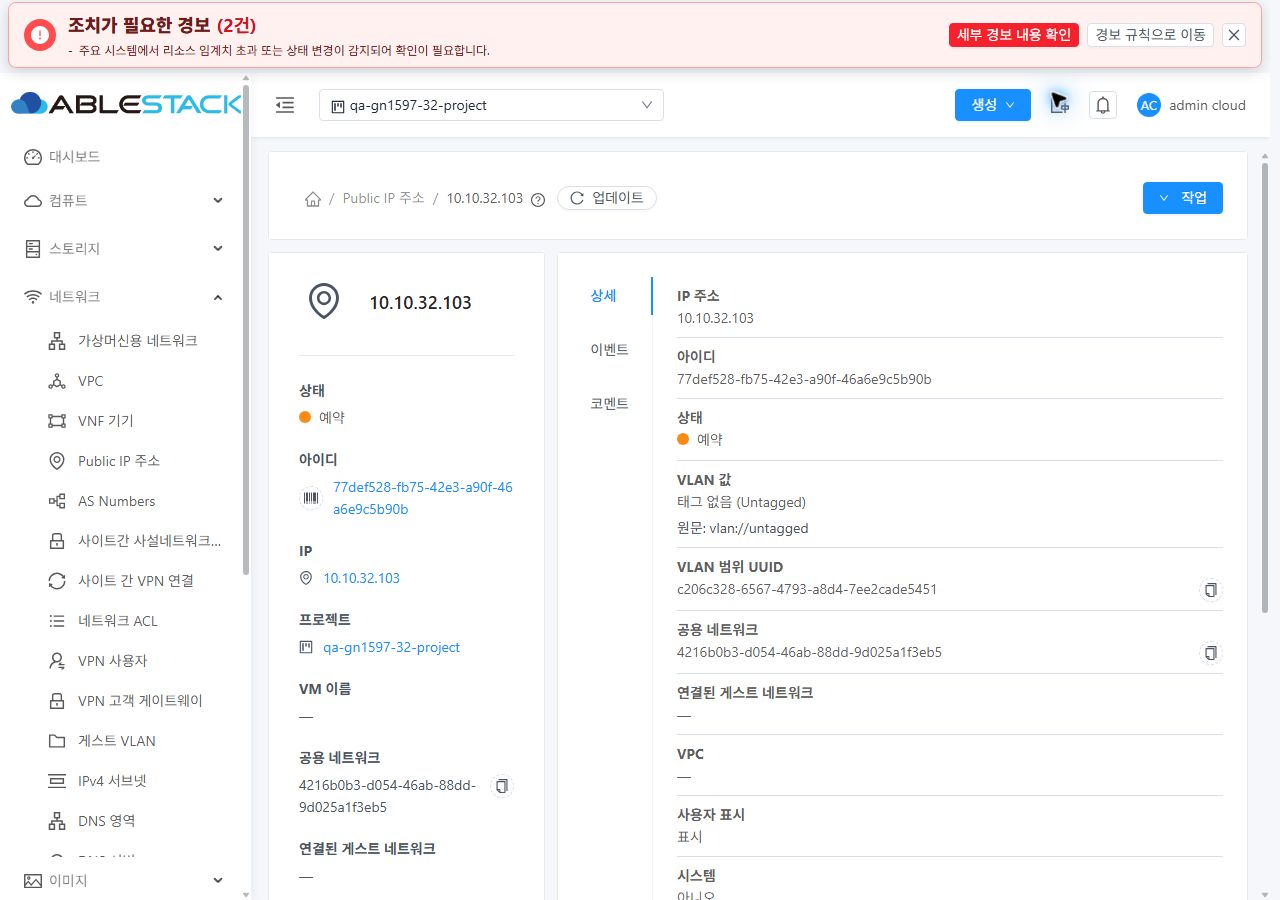 조치가 필요한 경보 (2건)
- 주요 시스템에서 리소스 임계치 초과 또는 상태 변경이 감지되어 확인이 필요합니다.
세부 경보 내용 확인
경보 규칙으로 이동
ABLESTACK
qa-gn1597-32-project
생성
AC
admin cloud
대시보드
컴퓨트
스토리지
네트워크
가상머신용 네트워크
VPC
VNF 기기
Public IP 주소
AS Numbers
사이트간 사설네트워크...
사이트 간 VPN 연결
네트워크 ACL
VPN 사용자
VPN 고객 게이트웨이
게스트 VLAN
IPv4 서브넷
DNS 영역
이미지
/ Public IP 주소 / 10.10.32.103
업데이트
작업
10.10.32.103
상태
예약
아이디
77def528-fb75-42e3-a90f-46
a6e9c5b90b
IP
10.10.32.103
프로젝트
qa-gn1597-32-project
VM 이름
—
공용 네트워크
4216b0b3-d054-46ab-88dd-
9d025a1f3eb5
연결된 게스트 네트워크
—
상세
이벤트
코멘트
IP 주소
10.10.32.103
아이디
77def528-fb75-42e3-a90f-46a6e9c5b90b
상태
예약
VLAN 값
태그 없음 (Untagged)
원문: vlan://untagged
VLAN 범위 UUID
c206c328-6567-4793-a8d4-7ee2cade5451
공용 네트워크
4216b0b3-d054-46ab-88dd-9d025a1f3eb5
연결된 게스트 네트워크
—
VPC
—
사용자 표시
표시
시스템
아니오